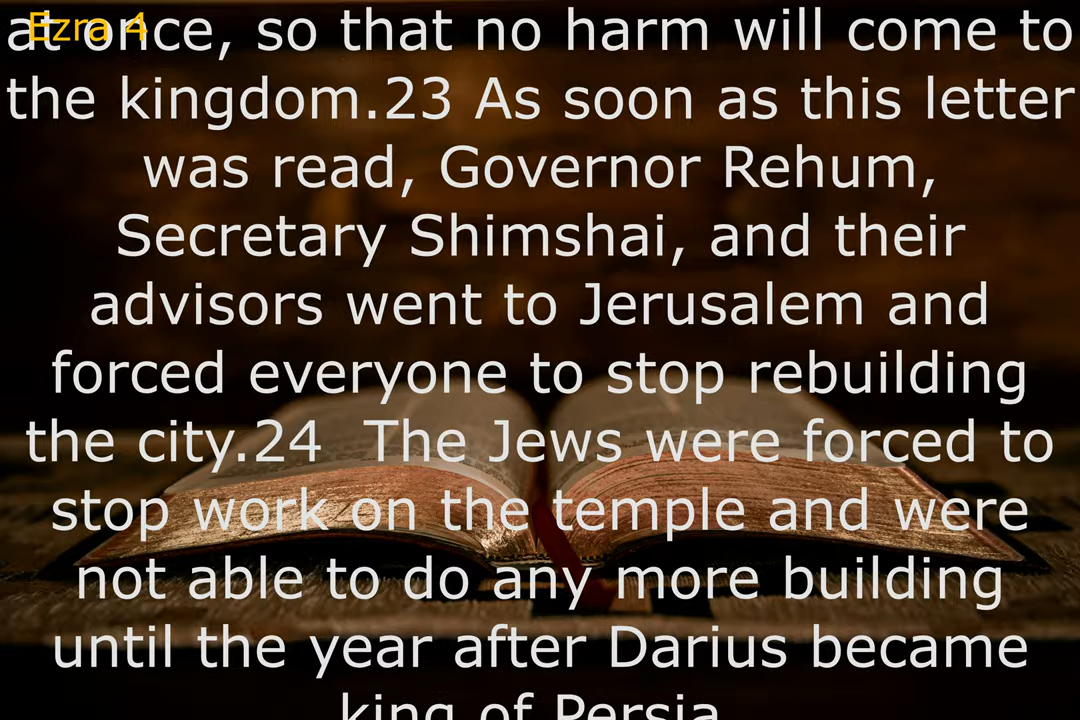 Ezra 4
at once, so that no harm will come to
the kingdom.23 As soon as this letter
was read, Governor Rehum,
Secretary Shimshai, and their
advisors went to Jerusalem and
forced everyone to stop rebuilding
the city.24  The Jews were forced to
stop work on the temple and were
not able to do any more building
until the year after Darius became
king of Persia.